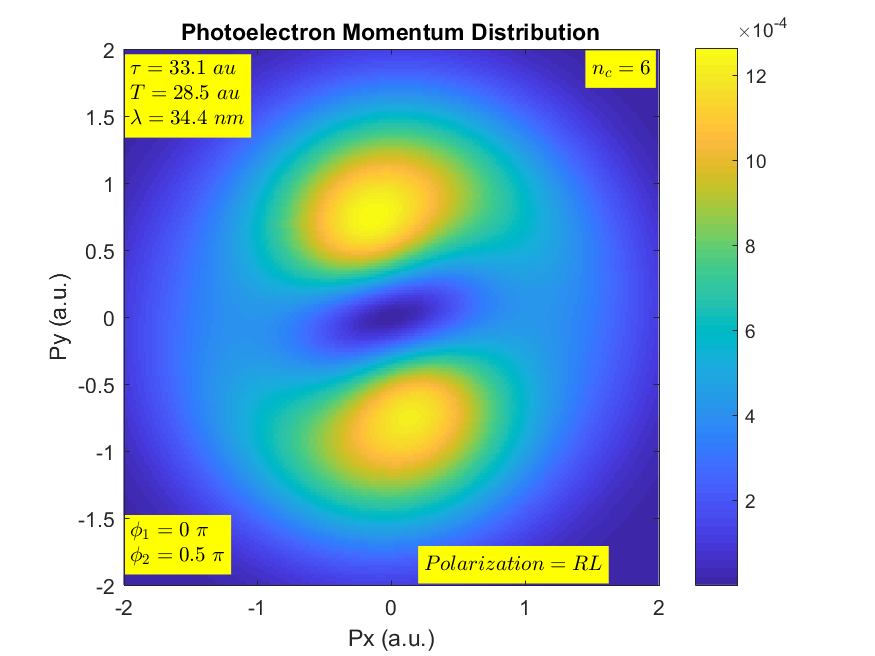 Photoelectron Momentum Distribution
×10⁻⁴
τ = 33.1 au
T = 28.5 au
λ = 34.4 nm
n_c = 6
2
1.5
1
0.5
0
-0.5
-1
-1.5
-2
Py (a.u.)
12
10
8
6
4
2
ϕ₁ = 0 π
ϕ₂ = 0.5 π
Polarization = RL
-2
-1
0
1
2
Px (a.u.)